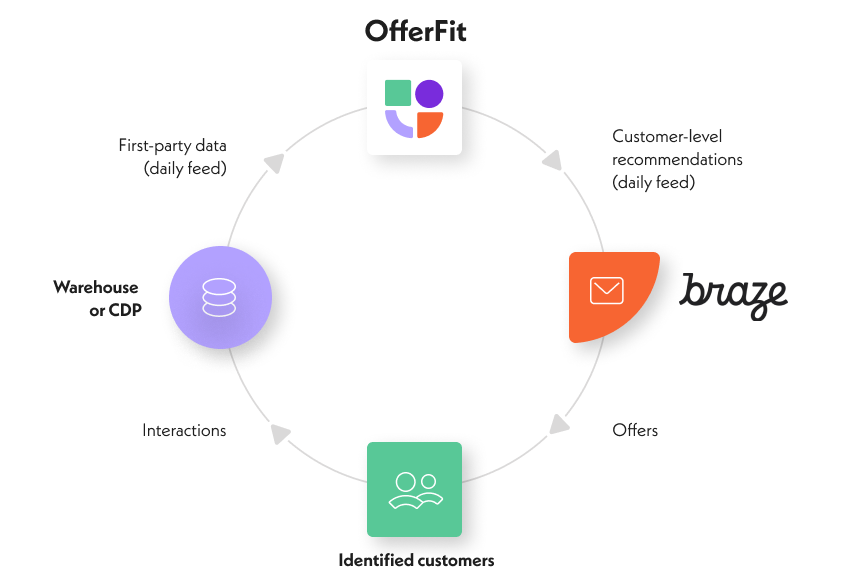 OfferFit
First-party data
(daily feed)
Customer-level
recommendations
(daily feed)
Warehouse
or CDP
braze
Interactions
Offers
Identified customers